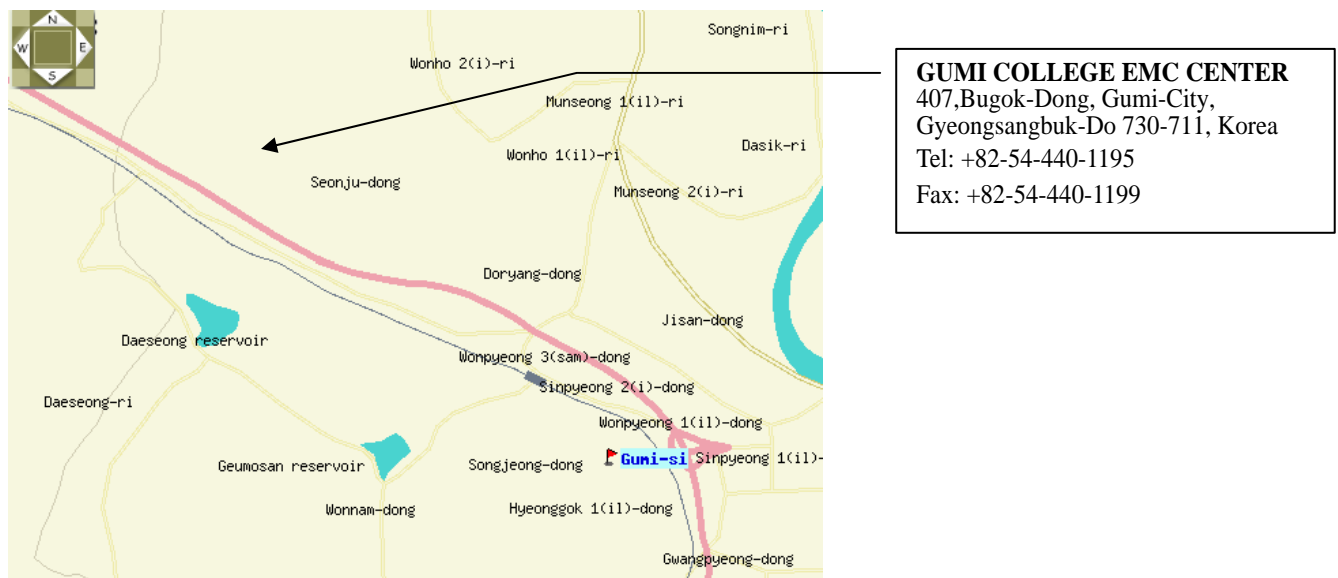 N
W E
S
Songnim-ri
Wonho 2(i)-ri
Munseong 1(il)-ri
Dasik-ri
Wonho 1(il)-ri
Seonju-dong
Munseong 2(i)-ri
Doryang-dong
Jisan-dong
Daeseong reservoir
Wonpyeong 3(sam)-dong
Sinpyeong 2(i)-dong
Daeseong-ri
Wonpyeong 1(il)-dong
Gumi-si
Sinpyeong 1(il)-
Geumosan reservoir
Songjeong-dong
Wonnam-dong
Hyeonggok 1(il)-dong
Gwangpyeong-dong
GUMI COLLEGE EMC CENTER
407,Bugok-Dong, Gumi-City,
Gyeongsangbuk-Do 730-711, Korea
Tel: +82-54-440-1195
Fax: +82-54-440-1199